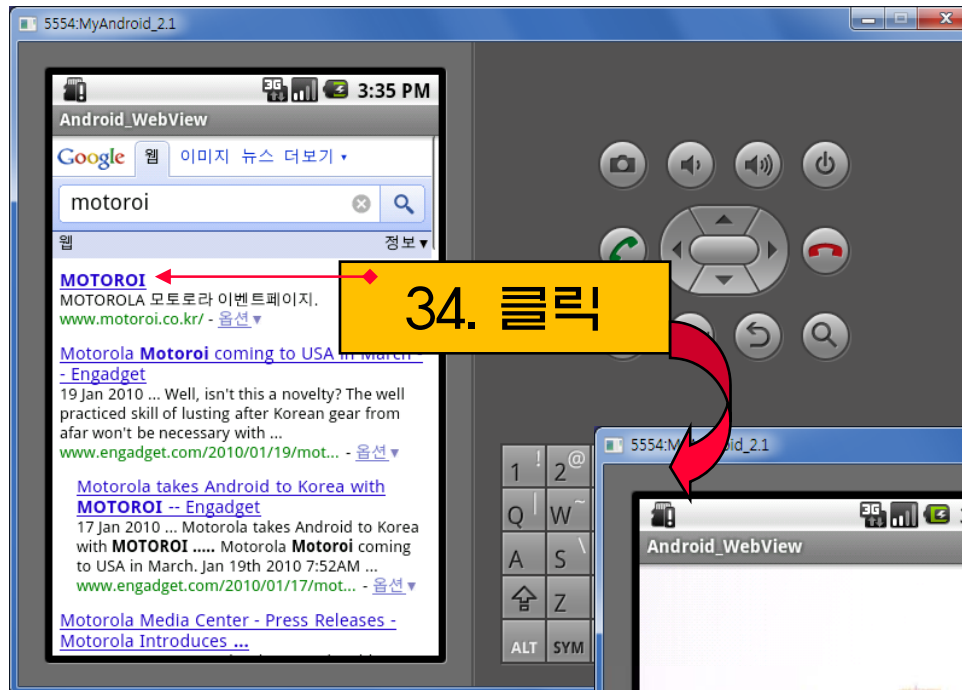 5554:MyAndroid_2.1
3G 3:35 PM
Android_WebView
Google 웹 이미지 뉴스 더보기 ▾
motoroi
웹 정보▼
MOTOROI
MOTOROLA 모토로라 이벤트페이지.
www.motoroi.co.kr/ - 옵션▼
34. 클릭
Motorola Motoroi coming to USA in March -
- Engadget
19 Jan 2010 ... Well, isn't this a novelty? The well
practiced skill of lusting after Korean gear from
afar won't be necessary with ...
www.engadget.com/2010/01/19/mot... - 옵션▼
Motorola takes Android to Korea with
MOTOROI -- Engadget
17 Jan 2010 ... Motorola takes Android to Korea
with MOTOROI ..... Motorola Motoroi coming
to USA in March. Jan 19th 2010 7:52AM ...
www.engadget.com/2010/01/17/mot... - 옵션▼
Motorola Media Center - Press Releases -
Motorola Introduces ...
1 ! 2 @
Q | W ~
A S \
Z
ALT SYM
5554:M oid_2.1
3G
Android_WebView